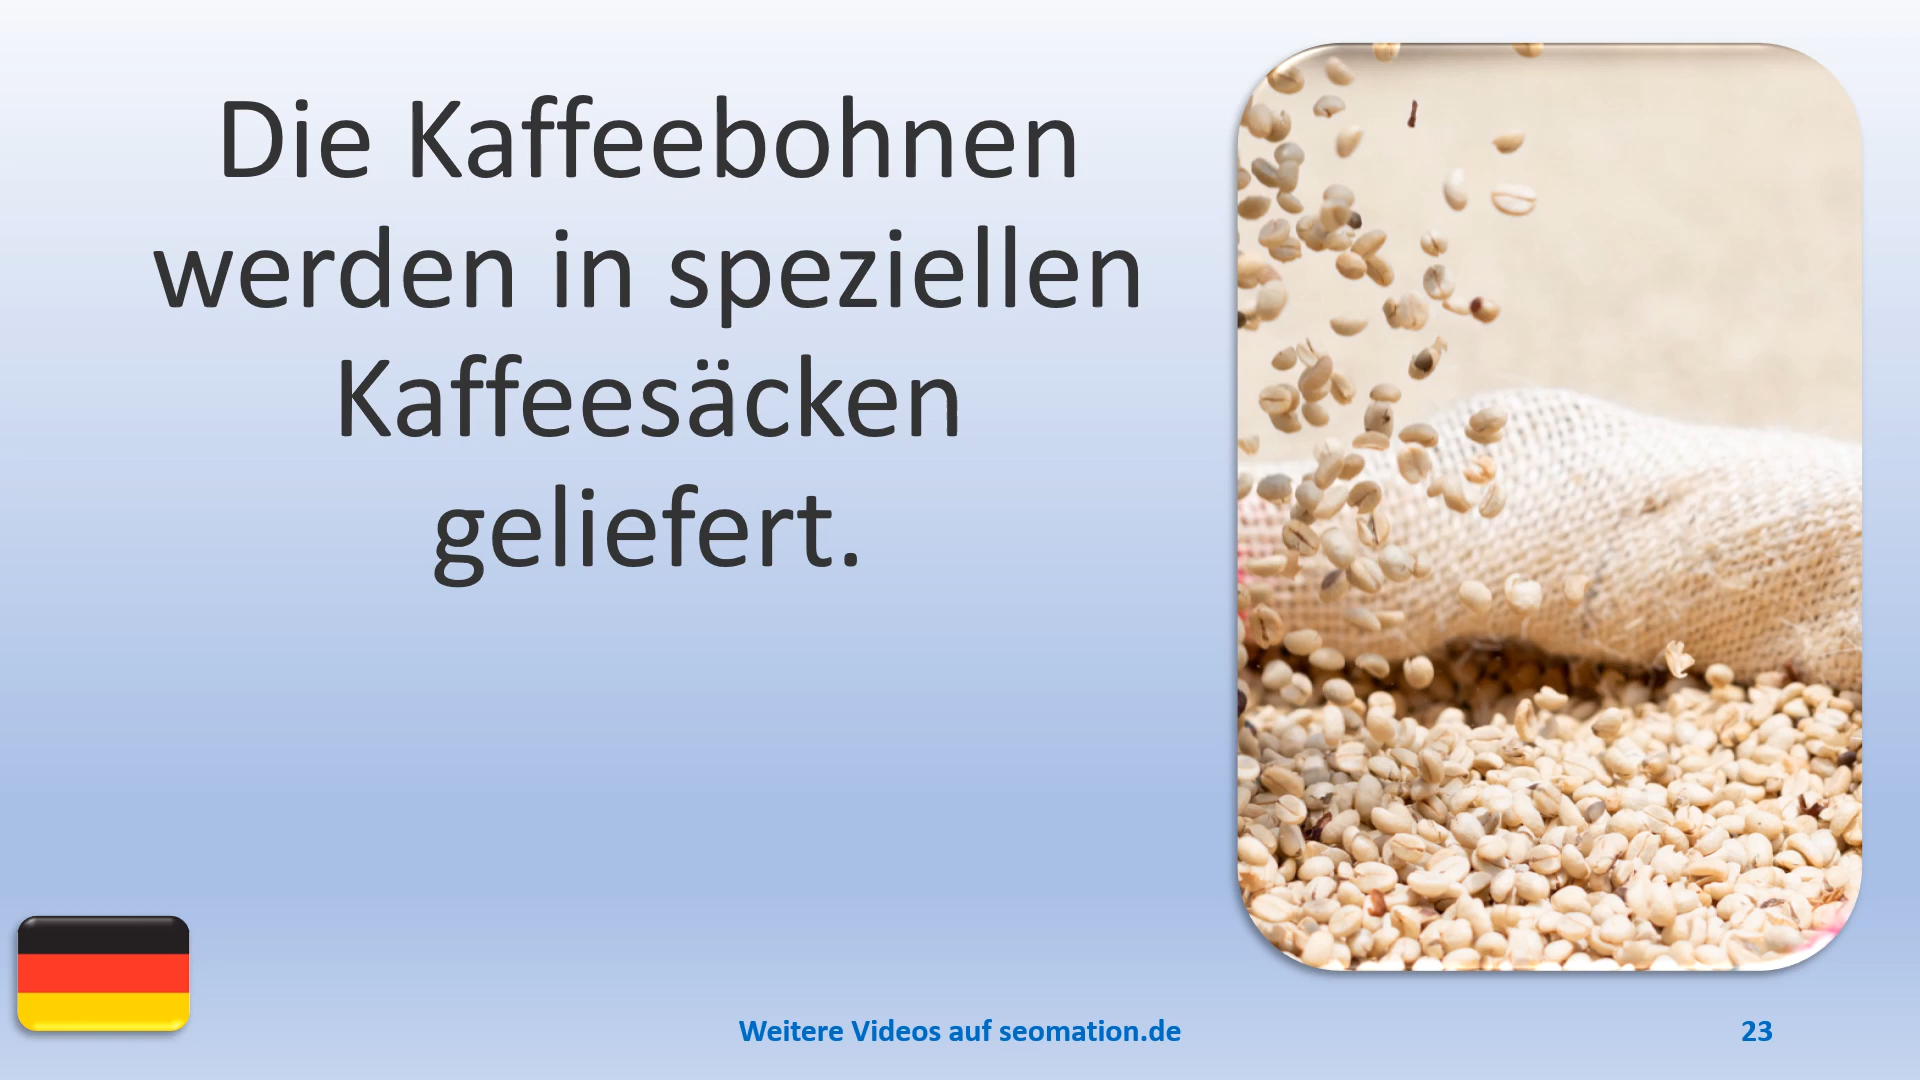 Die Kaffeebohnen
werden in speziellen
Kaffeesäcken
geliefert.
Weitere Videos auf seomation.de
23